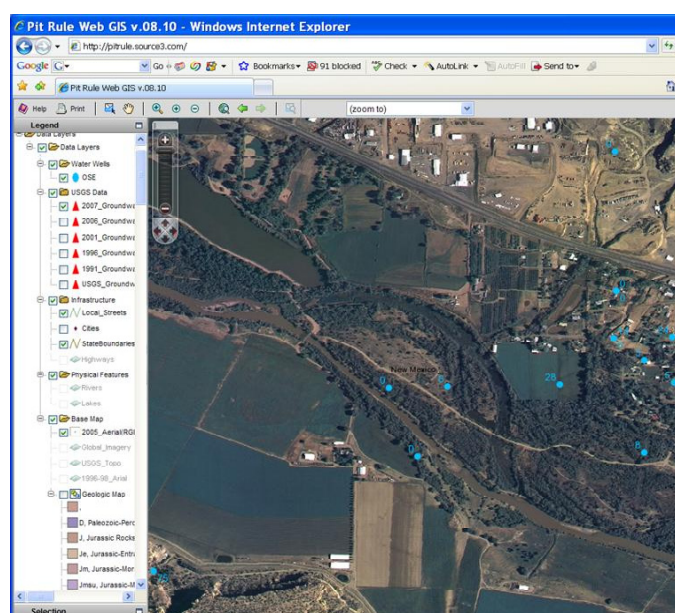 Pit Rule Web GIS v.08.10 - Windows Internet Explorer
http://pitrule.source3.com/
Google G Go Bookmarks 91 blocked Check AutoLink AutoFill Send to
Pit Rule Web GIS v.08.10
Help Print (zoom to)
Legend
Data Layers
Data Layers
Water Wells
OSE
USGS Data
2007_Groundwa
2006_Groundwa
2001_Groundwa
1996_Groundwa
1991_Groundwa
USGS_Groundw
Infrastructure
Local_Streets
Cities
StateBoundaries
Highways
Physical Features
Rivers
Lakes
Base Map
2005_Aerial/RGI
Global_Imagery
USGS_Topo
1996-98_Arial
Geologic Map
,
D, Paleozoic-Perc
J, Jurassic Rocks
Je, Jurassic-Entra
Jm, Jurassic-Mor
Jmsu, Jurassic-M
Selection
New Mexico
28
8